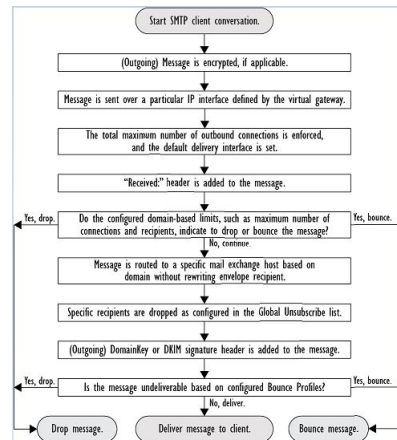 Start SMTP client conversation.
(Outgoing) Message is encrypted, if applicable.
Message is sent over a particular IP interface defined by the virtual gateway.
The total maximum number of outbound connections is enforced,
and the default delivery interface is set.
“Received:” header is added to the message.
Yes, drop.
Do the configured domain-based limits, such as maximum number of
connections and recipients, indicate to drop or bounce the message?
Yes, bounce.
No, continue.
Message is routed to a specific mail exchange host based on
domain without rewriting envelope recipient.
Specific recipients are dropped as configured in the Global Unsubscribe list.
(Outgoing) DomainKey or DKIM signature header is added to the message.
Yes, drop.
Is the message undeliverable based on configured Bounce Profiles?
Yes, bounce.
No, deliver.
Drop message.
Deliver message to client.
Bounce message.